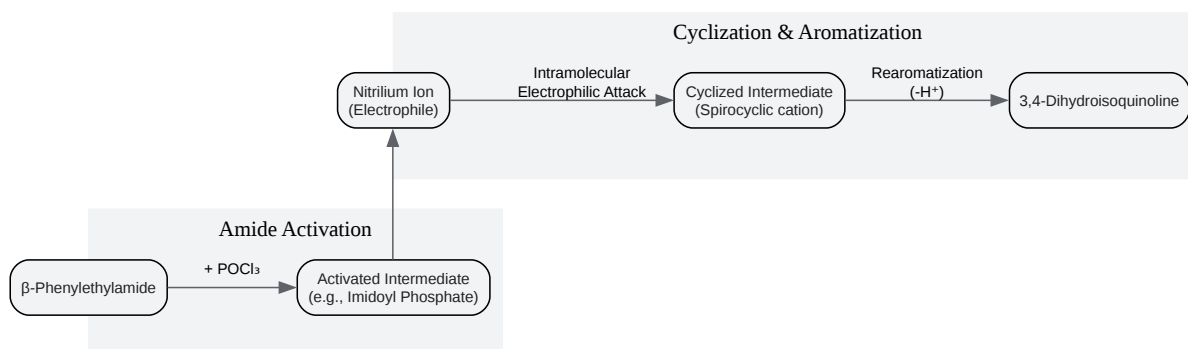 Cyclization & Aromatization
Nitrilium Ion
(Electrophile)
Intramolecular
Electrophilic Attack
Cyclized Intermediate
(Spirocyclic cation)
Rearomatization
(-H⁺)
3,4-Dihydroisoquinoline
Amide Activation
β-Phenylethylamide
+ POCl₃
Activated Intermediate
(e.g., Imidoyl Phosphate)